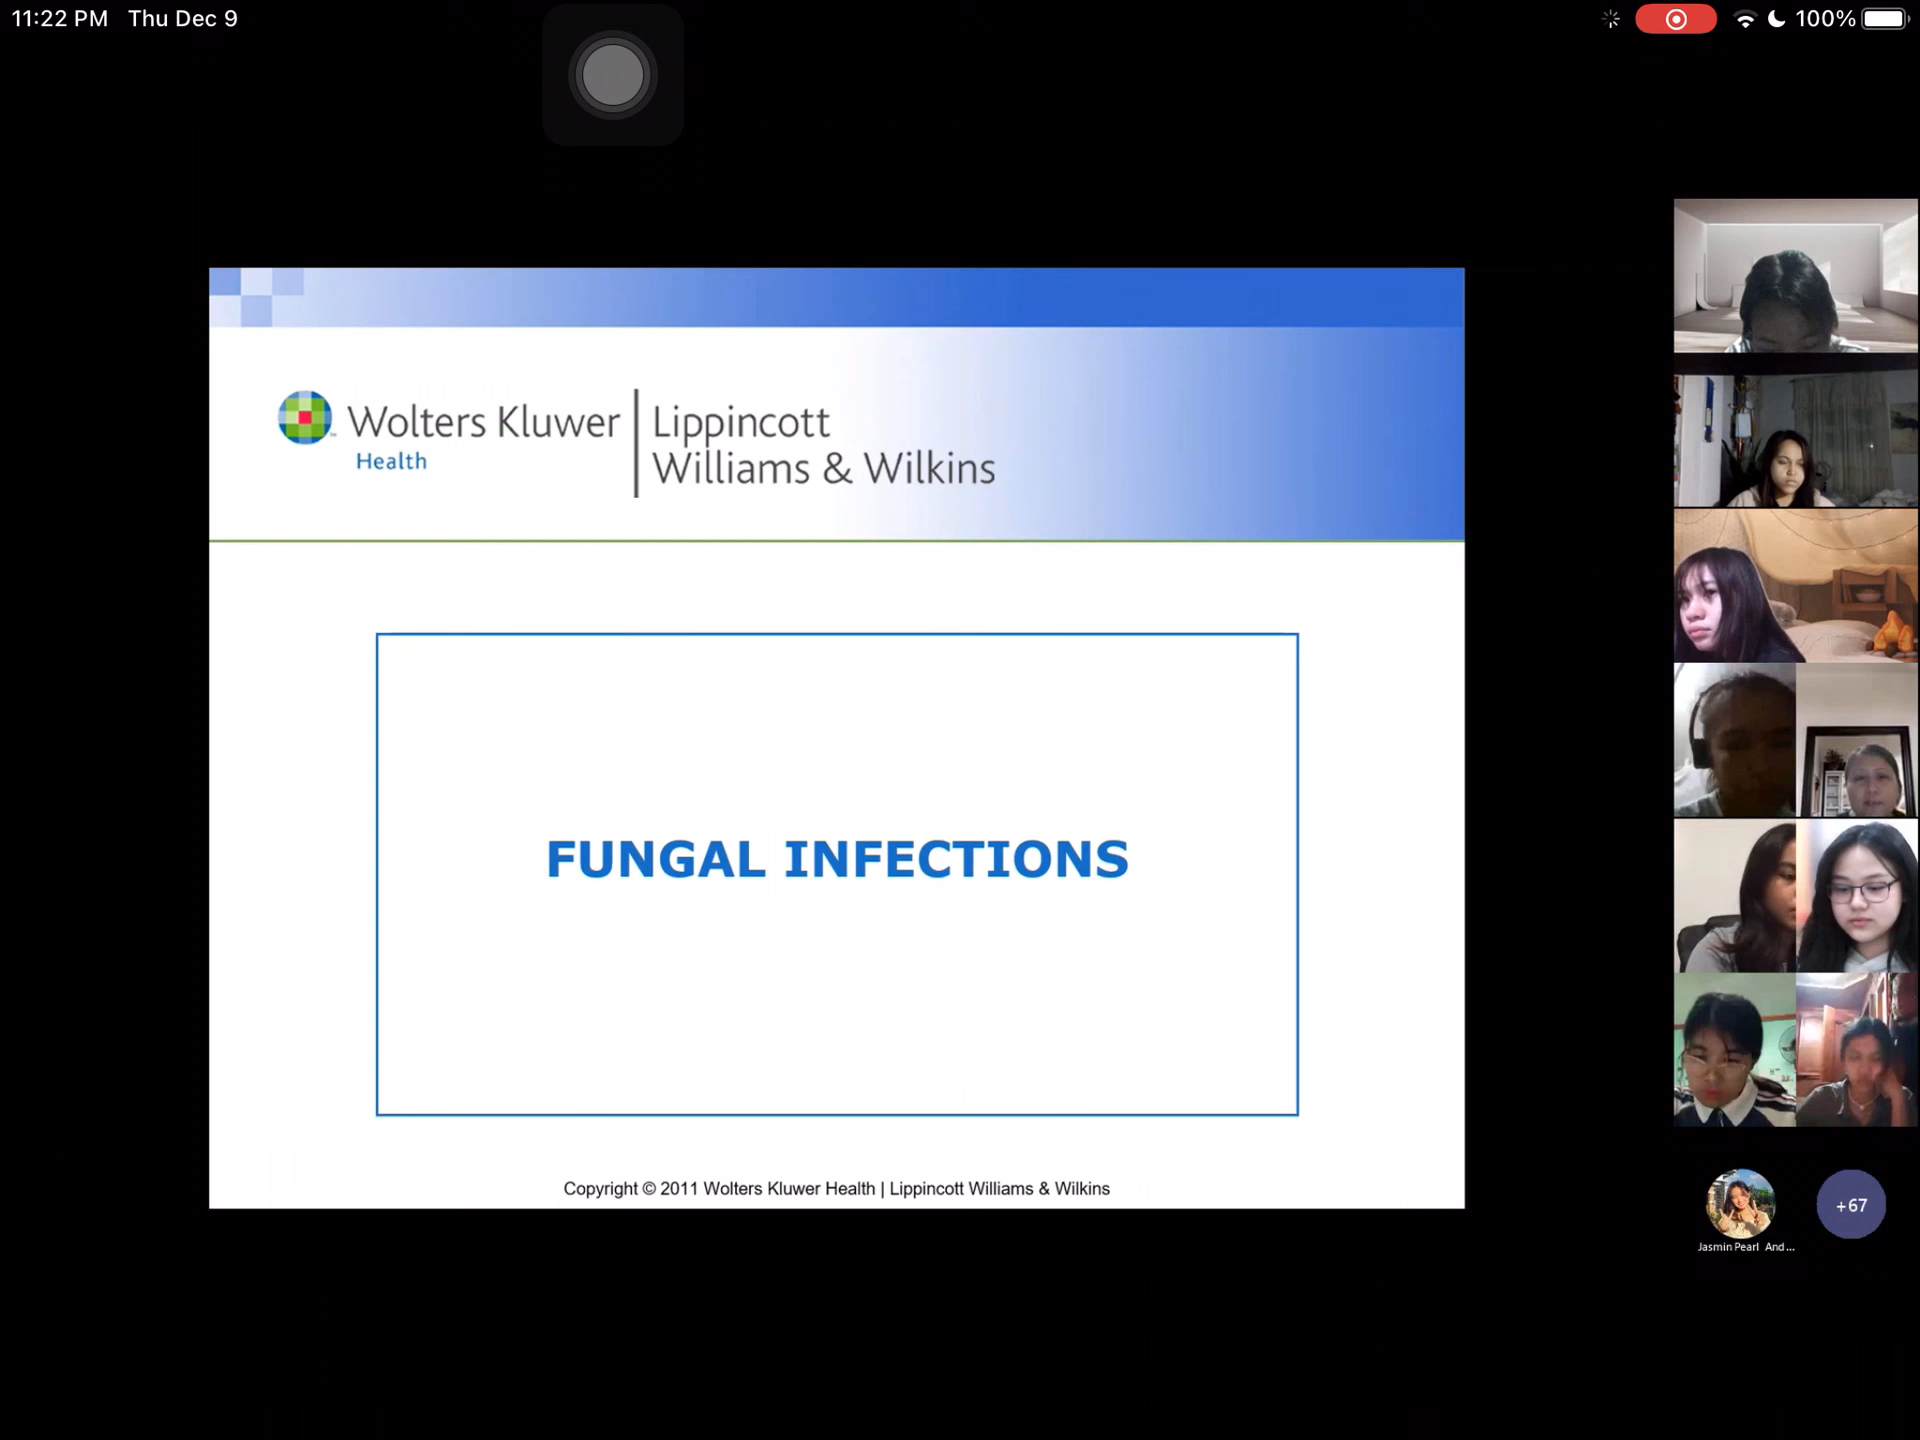 11:22 PM Thu Dec 9
100%
Wolters Kluwer
Health
Lippincott
Williams & Wilkins
FUNGAL INFECTIONS
Copyright © 2011 Wolters Kluwer Health | Lippincott Williams & Wilkins
+67
Jasmin Pearl And...